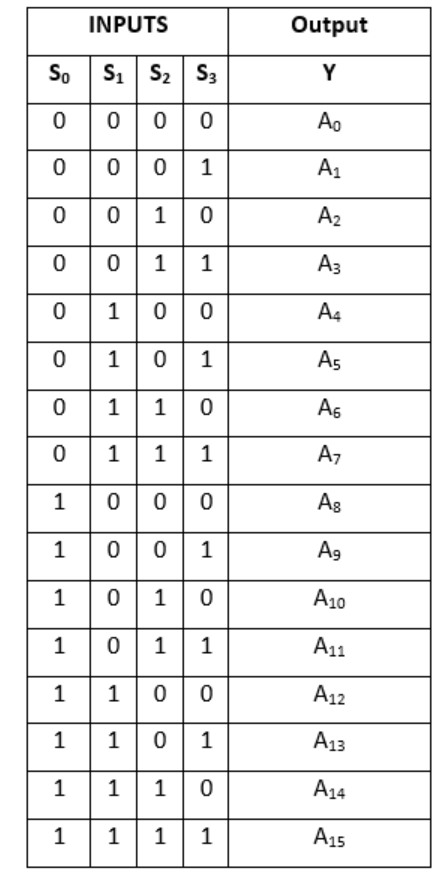 INPUTS Output
S₀ S₁ S₂ S₃ Y
0 0 0 0 A₀
0 0 0 1 A₁
0 0 1 0 A₂
0 0 1 1 A₃
0 1 0 0 A₄
0 1 0 1 A₅
0 1 1 0 A₆
0 1 1 1 A₇
1 0 0 0 A₈
1 0 0 1 A₉
1 0 1 0 A₁₀
1 0 1 1 A₁₁
1 1 0 0 A₁₂
1 1 0 1 A₁₃
1 1 1 0 A₁₄
1 1 1 1 A₁₅